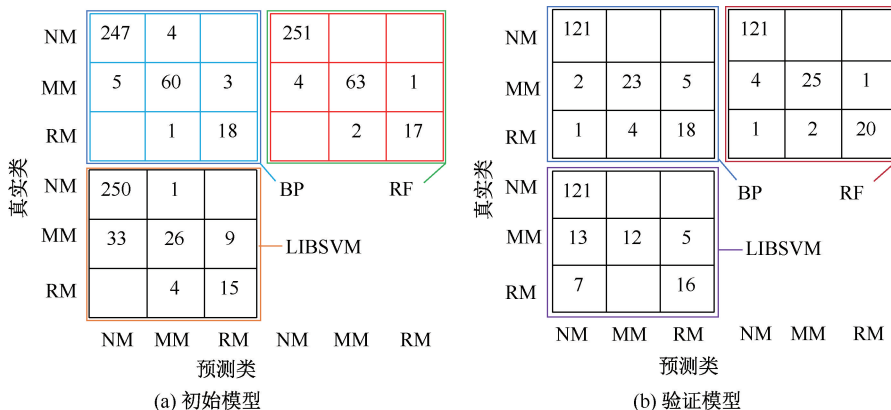 NM 247 4 251
MM 5 60 3 4 63 1
RM 1 18 2 17
真实类
BP RF
NM 250 1
MM 33 26 9 LIBSVM
RM 4 15
NM MM RM NM MM RM
预测类
(a) 初始模型
NM 121 121
MM 2 23 5 4 25 1
RM 1 4 18 1 2 20
真实类
BP RF
NM 121
MM 13 12 5 LIBSVM
RM 7 16
NM MM RM NM MM RM
预测类
(b) 验证模型